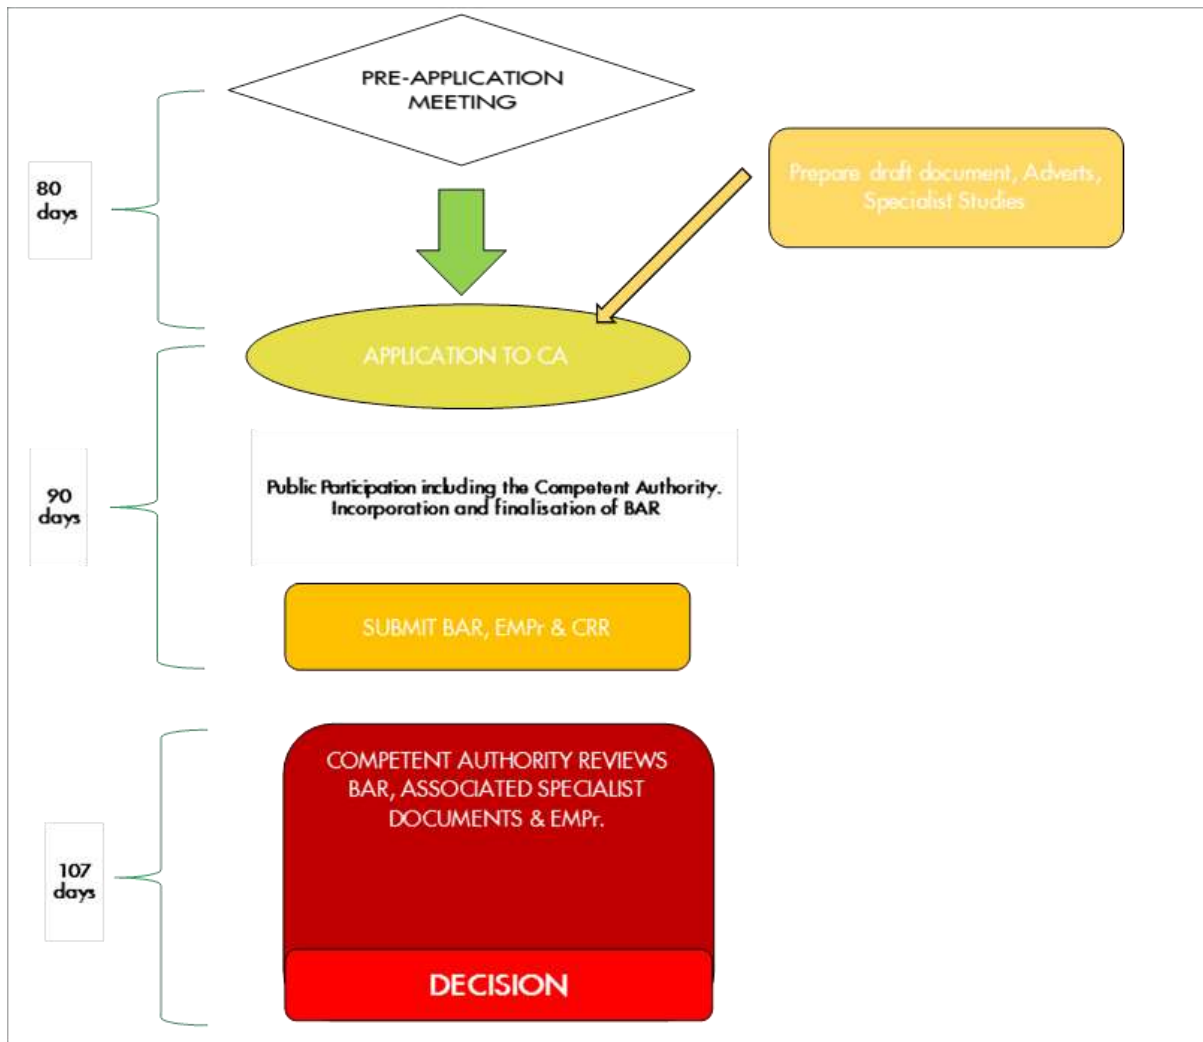 PRE-APPLICATION
MEETING
80
days
Prepare draft document, Adverts,
Specialist Studies
APPLICATION TO CA
90
days
Public Participation including the Competent Authority.
Incorporation and finalisation of BAR
SUBMIT BAR, EMPr & CRR
107
days
COMPETENT AUTHORITY REVIEWS
BAR, ASSOCIATED SPECIALIST
DOCUMENTS & EMPr.
DECISION